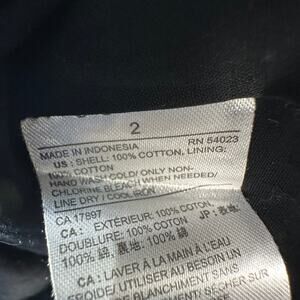 2
MADE IN INDONESIA RN 54023
US : SHELL: 100% COTTON, LINING:
100% COTTON
HAND WASH COLD/ ONLY NON-
CHLORINE BLEACH WHEN NEEDED/
LINE DRY / COOL IRON
CA 17897
CA : EXTÉRIEUR: 100% COTON,
DOUBLURE: 100% COTON JP : 表地
100% 綿, 裏地: 100% 綿
CA: LAVER À LA MAIN À L'EAU
FROIDE/ UTILISER AU BESOIN UN
BLANCHIMENT SANS